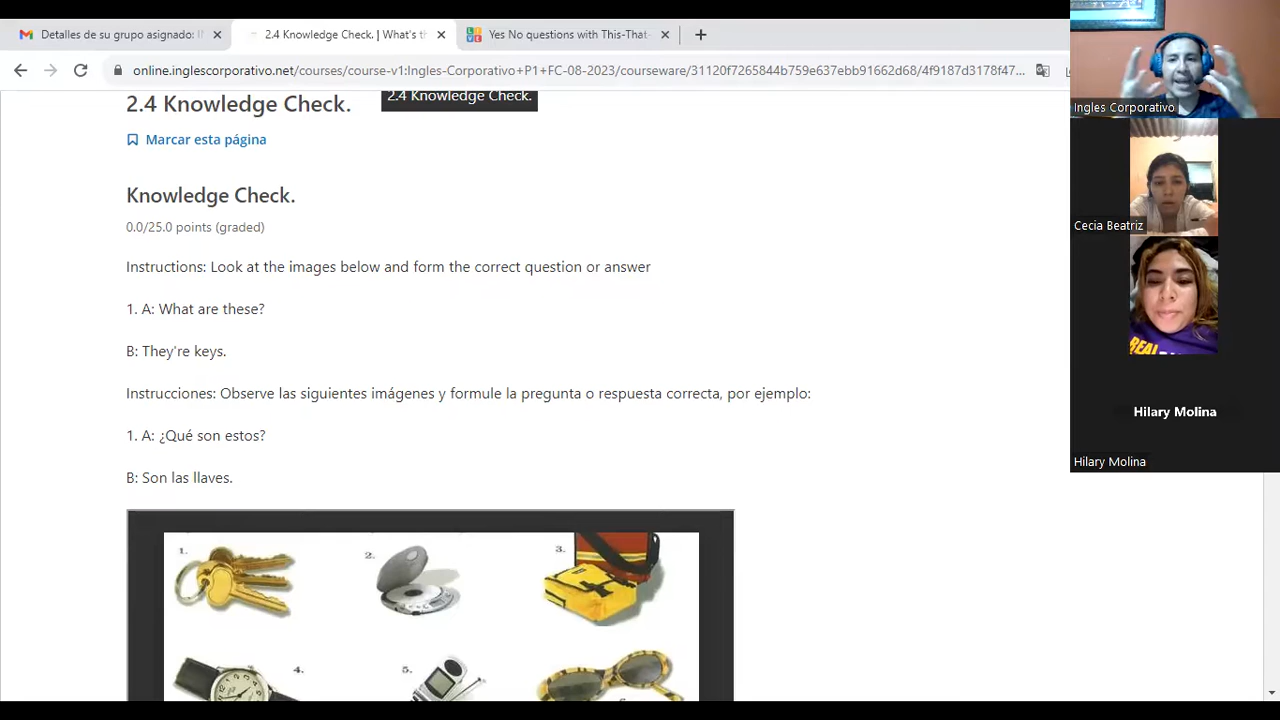 Detalles de su grupo asignado: I
2.4 Knowledge Check. | What's t
Yes No questions with This-That
online.inglescorporativo.net/courses/course-v1:Ingles-Corporativo+P1+FC-08-2023/courseware/31120f7265844b759e637ebb91662d68/4f9187d3178f47...
2.4 Knowledge Check.
2.4 Knowledge Check.
Marcar esta página
Knowledge Check.
0.0/25.0 points (graded)
Instructions: Look at the images below and form the correct question or answer
1. A: What are these?
B: They're keys.
Instrucciones: Observe las siguientes imágenes y formule la pregunta o respuesta correcta, por ejemplo:
1. A: ¿Qué son estos?
B: Son las llaves.
1.
2.
3.
4.
5.
Ingles Corporativo
Cecia Beatriz
REAL
Hilary Molina
Hilary Molina